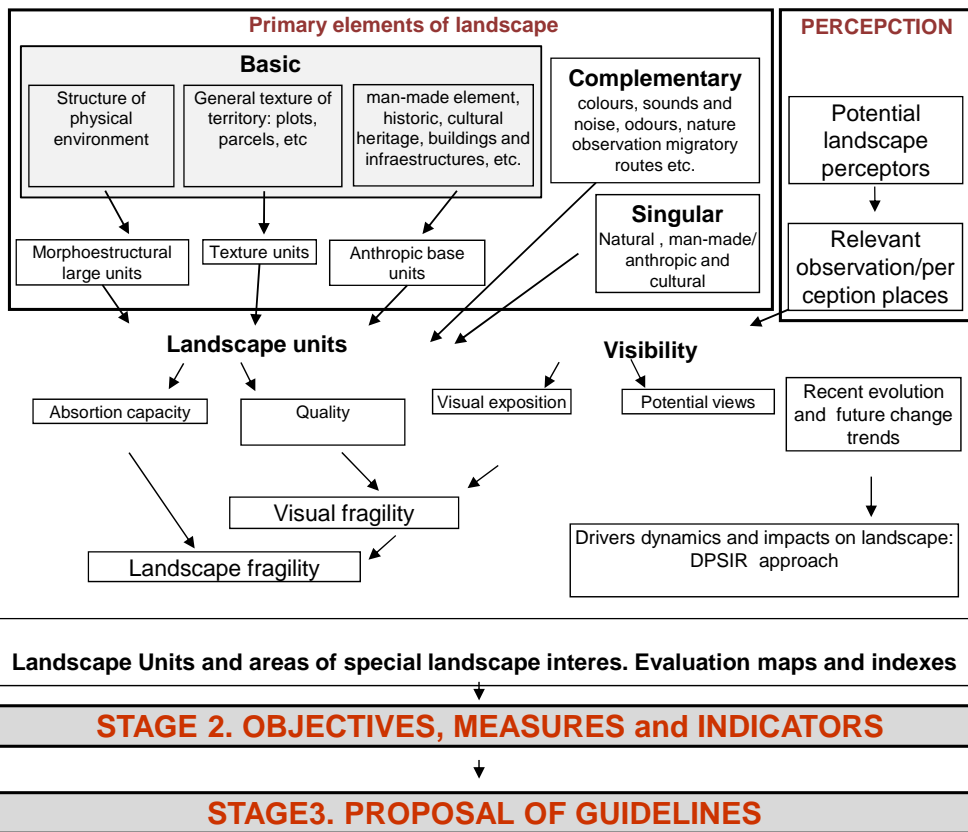 Primary elements of landscape
Basic
Structure of
physical
environment
General texture of
territory: plots,
parcels, etc
man-made element,
historic, cultural
heritage, buildings and
infraestructures, etc.
Complementary
colours, sounds and
noise, odours, nature
observation migratory
routes etc.
Singular
Natural , man-made/
anthropic and
cultural
Morphoestructural
large units
Texture units
Anthropic base
units
PERCEPCTION
Potential
landscape
perceptors
Relevant
observation/per
ception places
Landscape units
Visibility
Absortion capacity
Quality
Visual exposition
Potential views
Recent evolution
and future change
trends
Visual fragility
Landscape fragility
Drivers dynamics and impacts on landscape:
DPSIR approach
Landscape Units and areas of special landscape interes. Evaluation maps and indexes
STAGE 2. OBJECTIVES, MEASURES and INDICATORS
STAGE3. PROPOSAL OF GUIDELINES